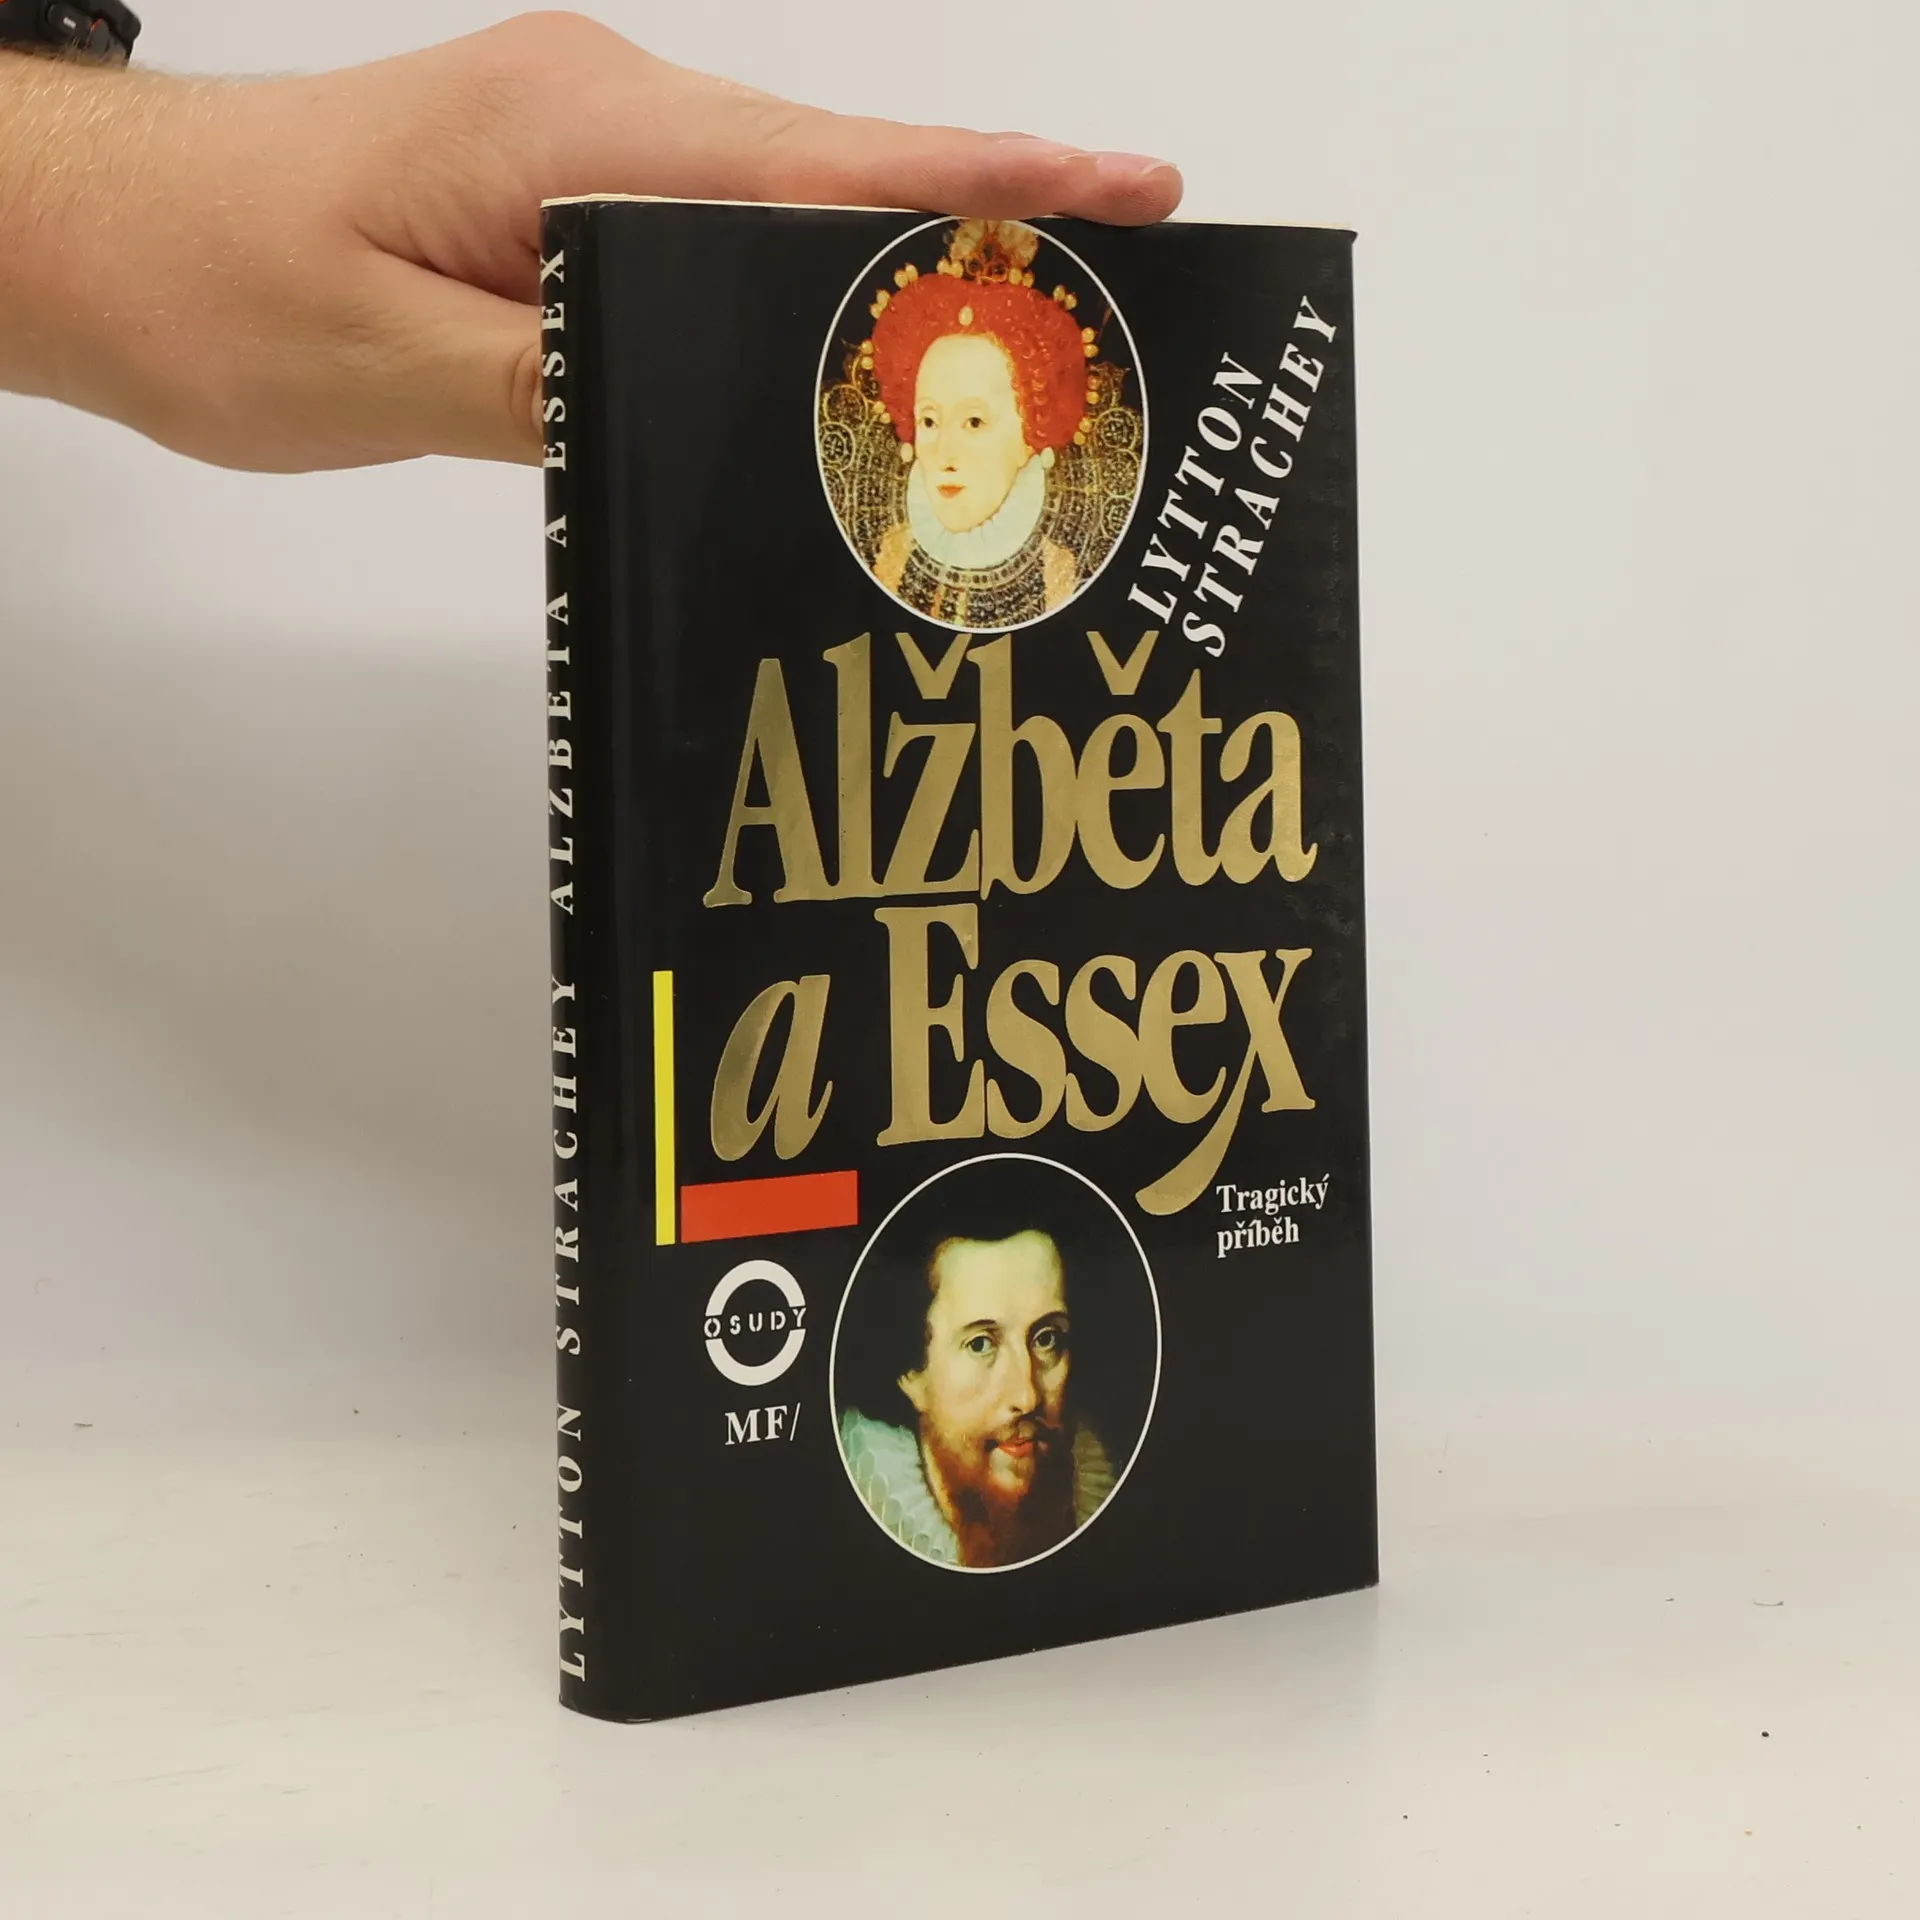 LYTTON STRACHEY ALŽBĚTA A ESSEX
LYTTON
STRACHEY
Alžběta
a Essex
Tragický
příběh
OSUDY
MF/